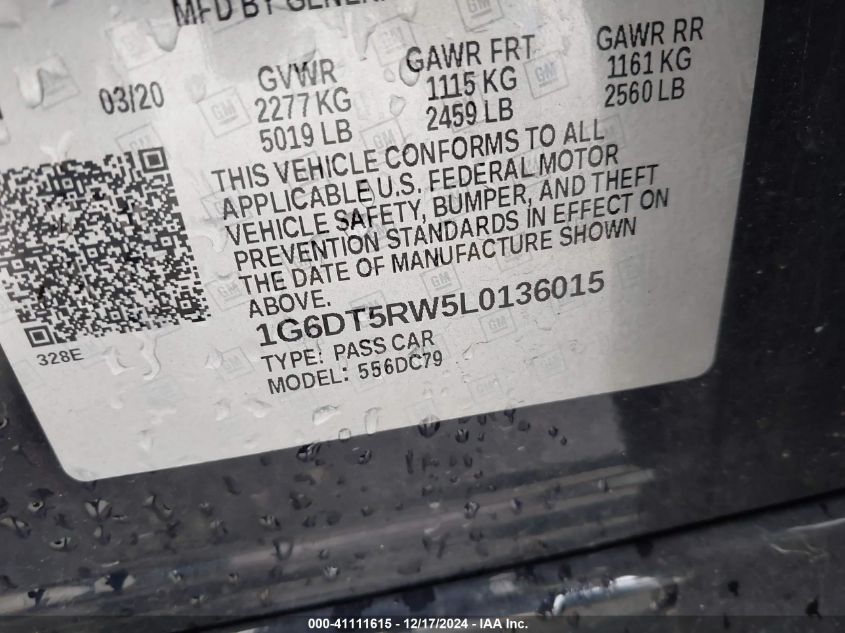 MFD BY GENER
03/20
GVWR
2277 KG
5019 LB
GAWR FRT
1115 KG
2459 LB
GAWR RR
1161 KG
2560 LB
THIS VEHICLE CONFORMS TO ALL
APPLICABLE U.S. FEDERAL MOTOR
VEHICLE SAFETY, BUMPER, AND THEFT
PREVENTION STANDARDS IN EFFECT ON
THE DATE OF MANUFACTURE SHOWN
ABOVE.
1G6DT5RW5L0136015
TYPE: PASS CAR
MODEL: 556DC79
328E
000-41111615 - 12/17/2024 - IAA Inc.